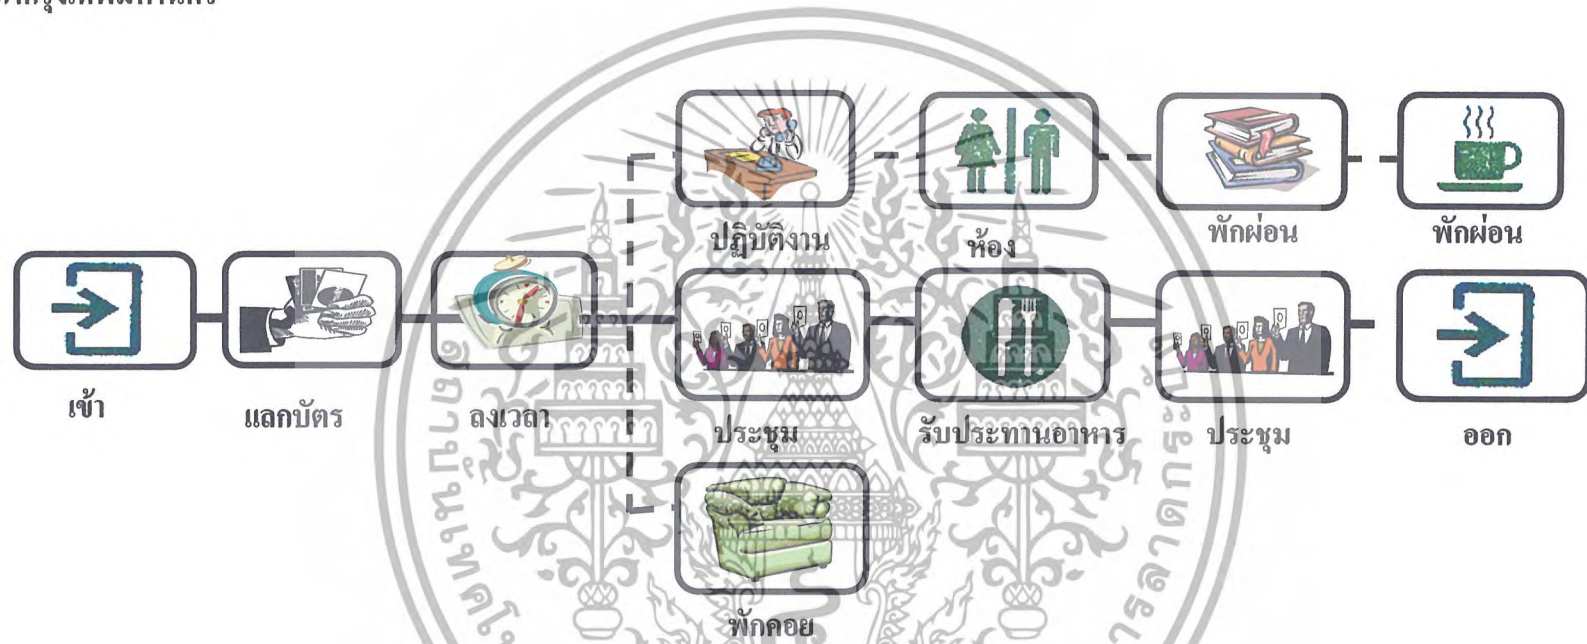 ปฏิบัติงาน
ห้อง
พักผ่อน
พักผ่อน
เข้า
แลกบัตร
ลงเวลา
ประชุม
รับประทานอาหาร
ประชุม
ออก
พักคอย